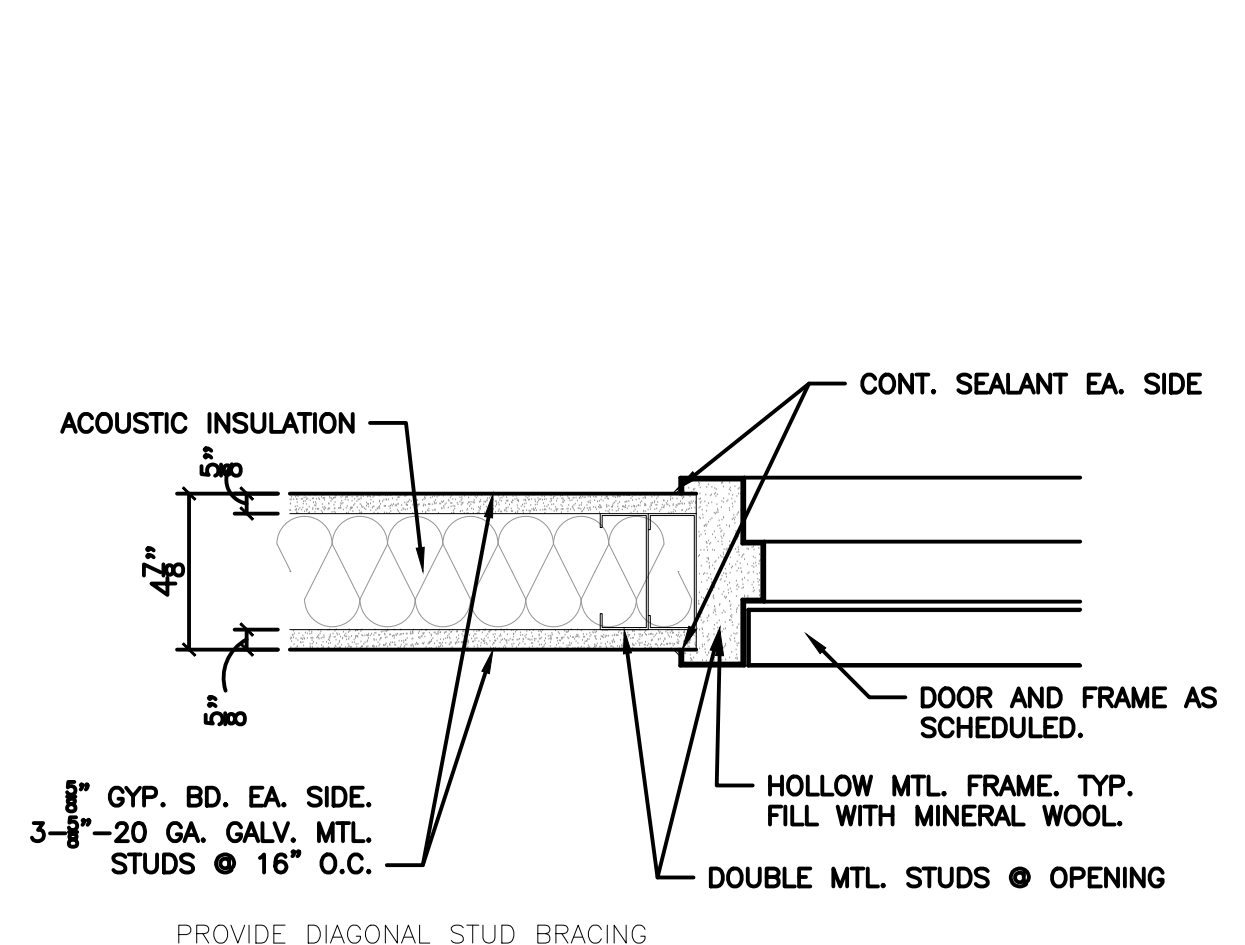 CONT. SEALANT EA. SIDE
ACOUSTIC INSULATION
5/8"
4 7/8"
5/8"
DOOR AND FRAME AS
SCHEDULED.
HOLLOW MTL. FRAME. TYP.
FILL WITH MINERAL WOOL.
5/8" GYP. BD. EA. SIDE.
3-5/8"-20 GA. GALV. MTL.
STUDS @ 16" O.C.
DOUBLE MTL. STUDS @ OPENING
PROVIDE DIAGONAL STUD BRACING